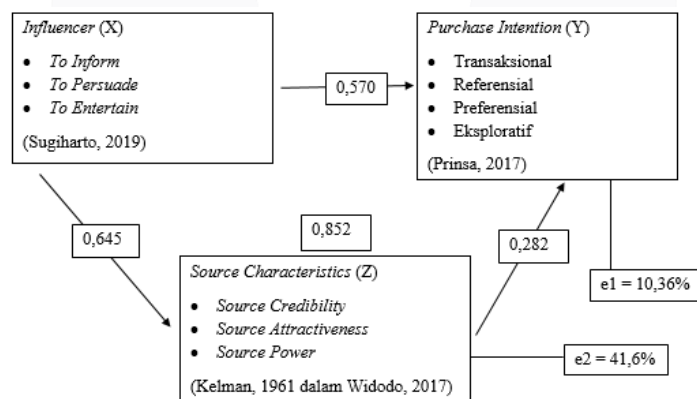 Influencer (X)
• To Inform
• To Persuade
• To Entertain
(Sugiharto, 2019)
0,570
Purchase Intention (Y)
• Transaksional
• Referensial
• Preferensial
• Eksploratif
(Prinsa, 2017)
0,645
0,852
0,282
Source Characteristics (Z)
• Source Credibility
• Source Attractiveness
• Source Power
(Kelman, 1961 dalam Widodo, 2017)
e1 = 10,36%
e2 = 41,6%